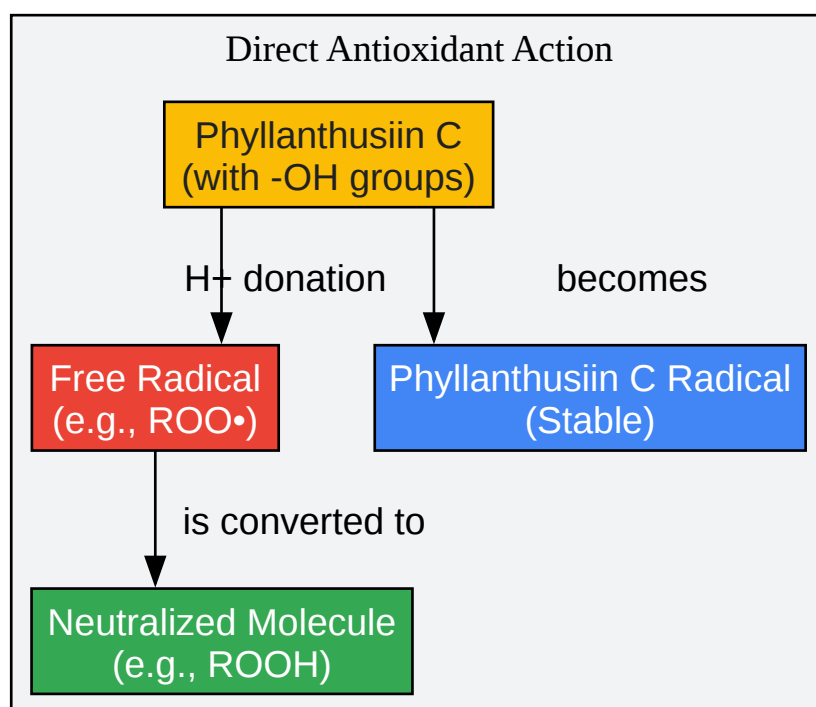 Direct Antioxidant Action
Phyllanthusiin C
(with -OH groups)
H+ donation
becomes
Free Radical
(e.g., ROO•)
Phyllanthusiin C Radical
(Stable)
is converted to
Neutralized Molecule
(e.g., ROOH)